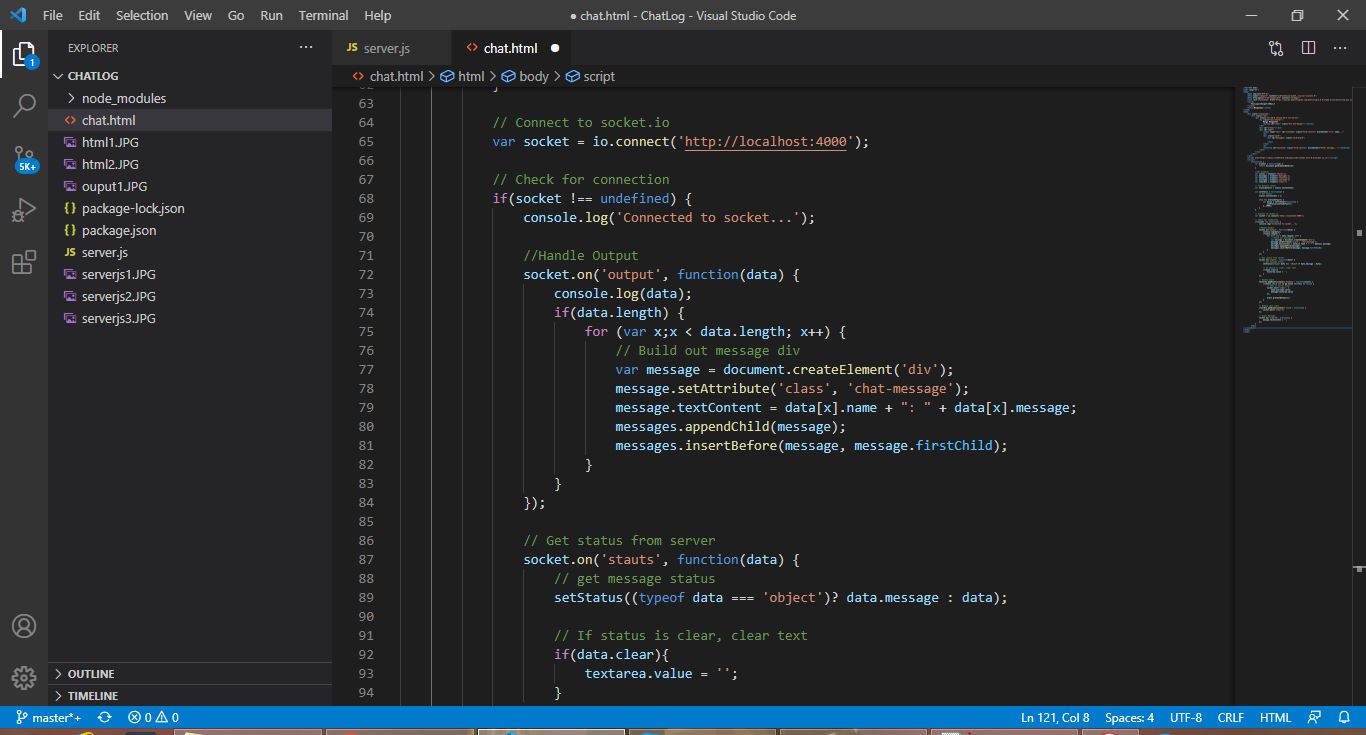 File Edit Selection View Go Run Terminal Help
● chat.html - ChatLog - Visual Studio Code
EXPLORER
CHATLOG
node_modules
chat.html
html1.JPG
html2.JPG
ouput1.JPG
package-lock.json
package.json
JS server.js
serverjs1.JPG
serverjs2.JPG
serverjs3.JPG
OUTLINE
TIMELINE
1
5K+
JS server.js
<> chat.html ●
<> chat.html > html > body > script
62 }
63
64 // Connect to socket.io
65 var socket = io.connect('http://localhost:4000');
66
67 // Check for connection
68 if(socket !== undefined) {
69 console.log('Connected to socket...');
70
71 //Handle Output
72 socket.on('output', function(data) {
73 console.log(data);
74 if(data.length) {
75 for (var x;x < data.length; x++) {
76 // Build out message div
77 var message = document.createElement('div');
78 message.setAttribute('class', 'chat-message');
79 message.textContent = data[x].name + ": " + data[x].message;
80 messages.appendChild(message);
81 messages.insertBefore(message, message.firstChild);
82 }
83 }
84 });
85
86 // Get status from server
87 socket.on('stauts', function(data) {
88 // get message status
89 setStatus((typeof data === 'object')? data.message : data);
90
91 // If status is clear, clear text
92 if(data.clear){
93 textarea.value = '';
94 }
master*+ 0 0 Ln 121, Col 8 Spaces: 4 UTF-8 CRLF HTML